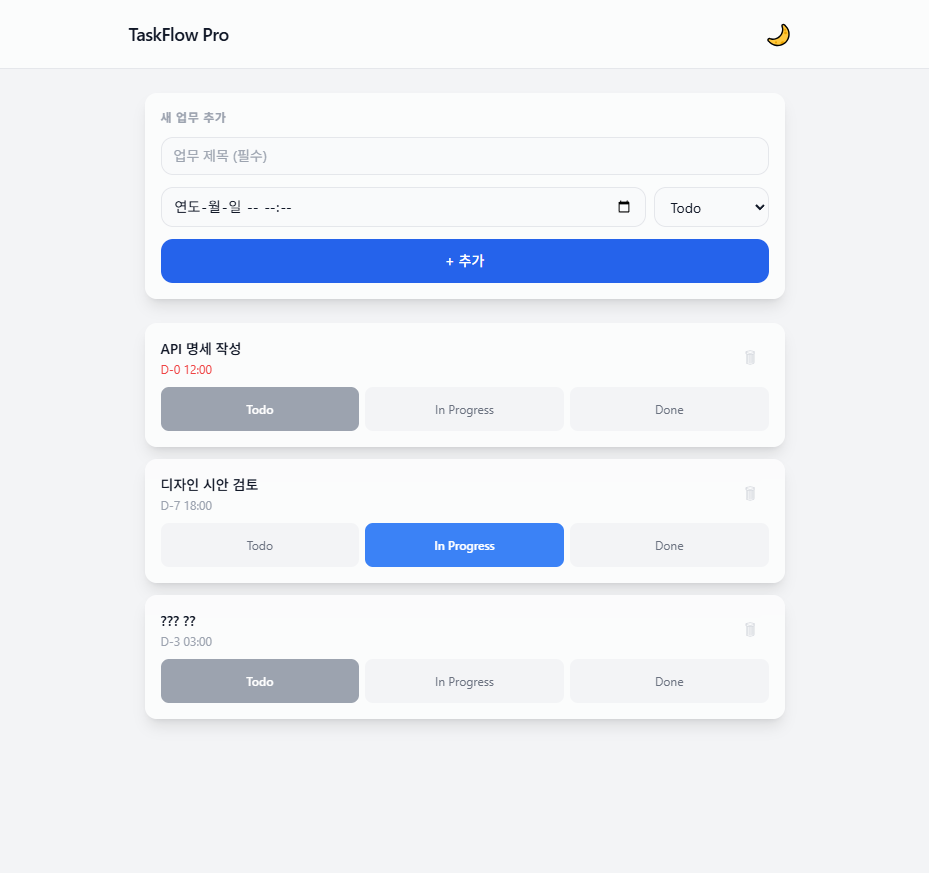 TaskFlow Pro
새 업무 추가
업무 제목 (필수)
연도-월-일 -- --:--
Todo
+ 추가
API 명세 작성
D-0 12:00
Todo In Progress Done
디자인 시안 검토
D-7 18:00
Todo In Progress Done
??? ??
D-3 03:00
Todo In Progress Done